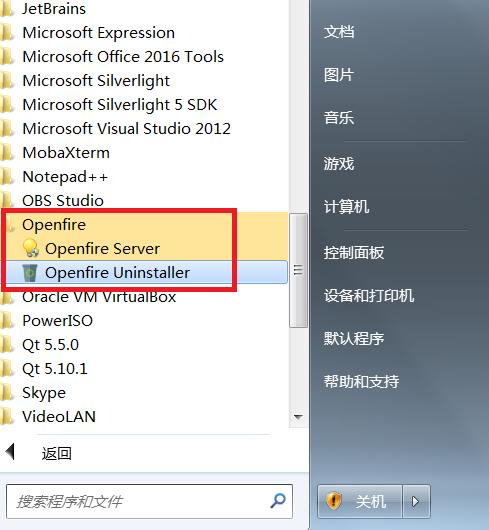 JetBrains
Microsoft Expression
Microsoft Office 2016 Tools
Microsoft Silverlight
Microsoft Silverlight 5 SDK
Microsoft Visual Studio 2012
MobaXterm
Notepad++
OBS Studio
Openfire
Openfire Server
Openfire Uninstaller
Oracle VM VirtualBox
PowerISO
Qt 5.5.0
Qt 5.10.1
Skype
VideoLAN
返回
搜索程序和文件
文档
图片
音乐
游戏
计算机
控制面板
设备和打印机
默认程序
帮助和支持
关机